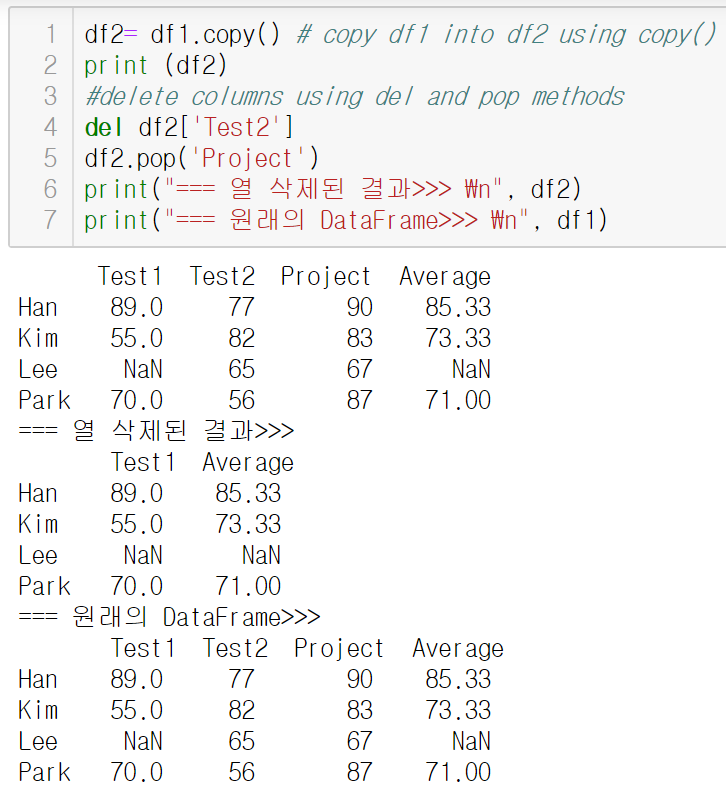 1 df2= df1.copy() # copy df1 into df2 using copy()
2 print (df2)
3 #delete columns using del and pop methods
4 del df2['Test2']
5 df2.pop('Project')
6 print("=== 열 삭제된 결과>>> ₩n", df2)
7 print("=== 원래의 DataFrame>>> ₩n", df1)
Test1 Test2 Project Average
Han 89.0 77 90 85.33
Kim 55.0 82 83 73.33
Lee NaN 65 67 NaN
Park 70.0 56 87 71.00
=== 열 삭제된 결과>>>
Test1 Average
Han 89.0 85.33
Kim 55.0 73.33
Lee NaN NaN
Park 70.0 71.00
=== 원래의 DataFrame>>>
Test1 Test2 Project Average
Han 89.0 77 90 85.33
Kim 55.0 82 83 73.33
Lee NaN 65 67 NaN
Park 70.0 56 87 71.00